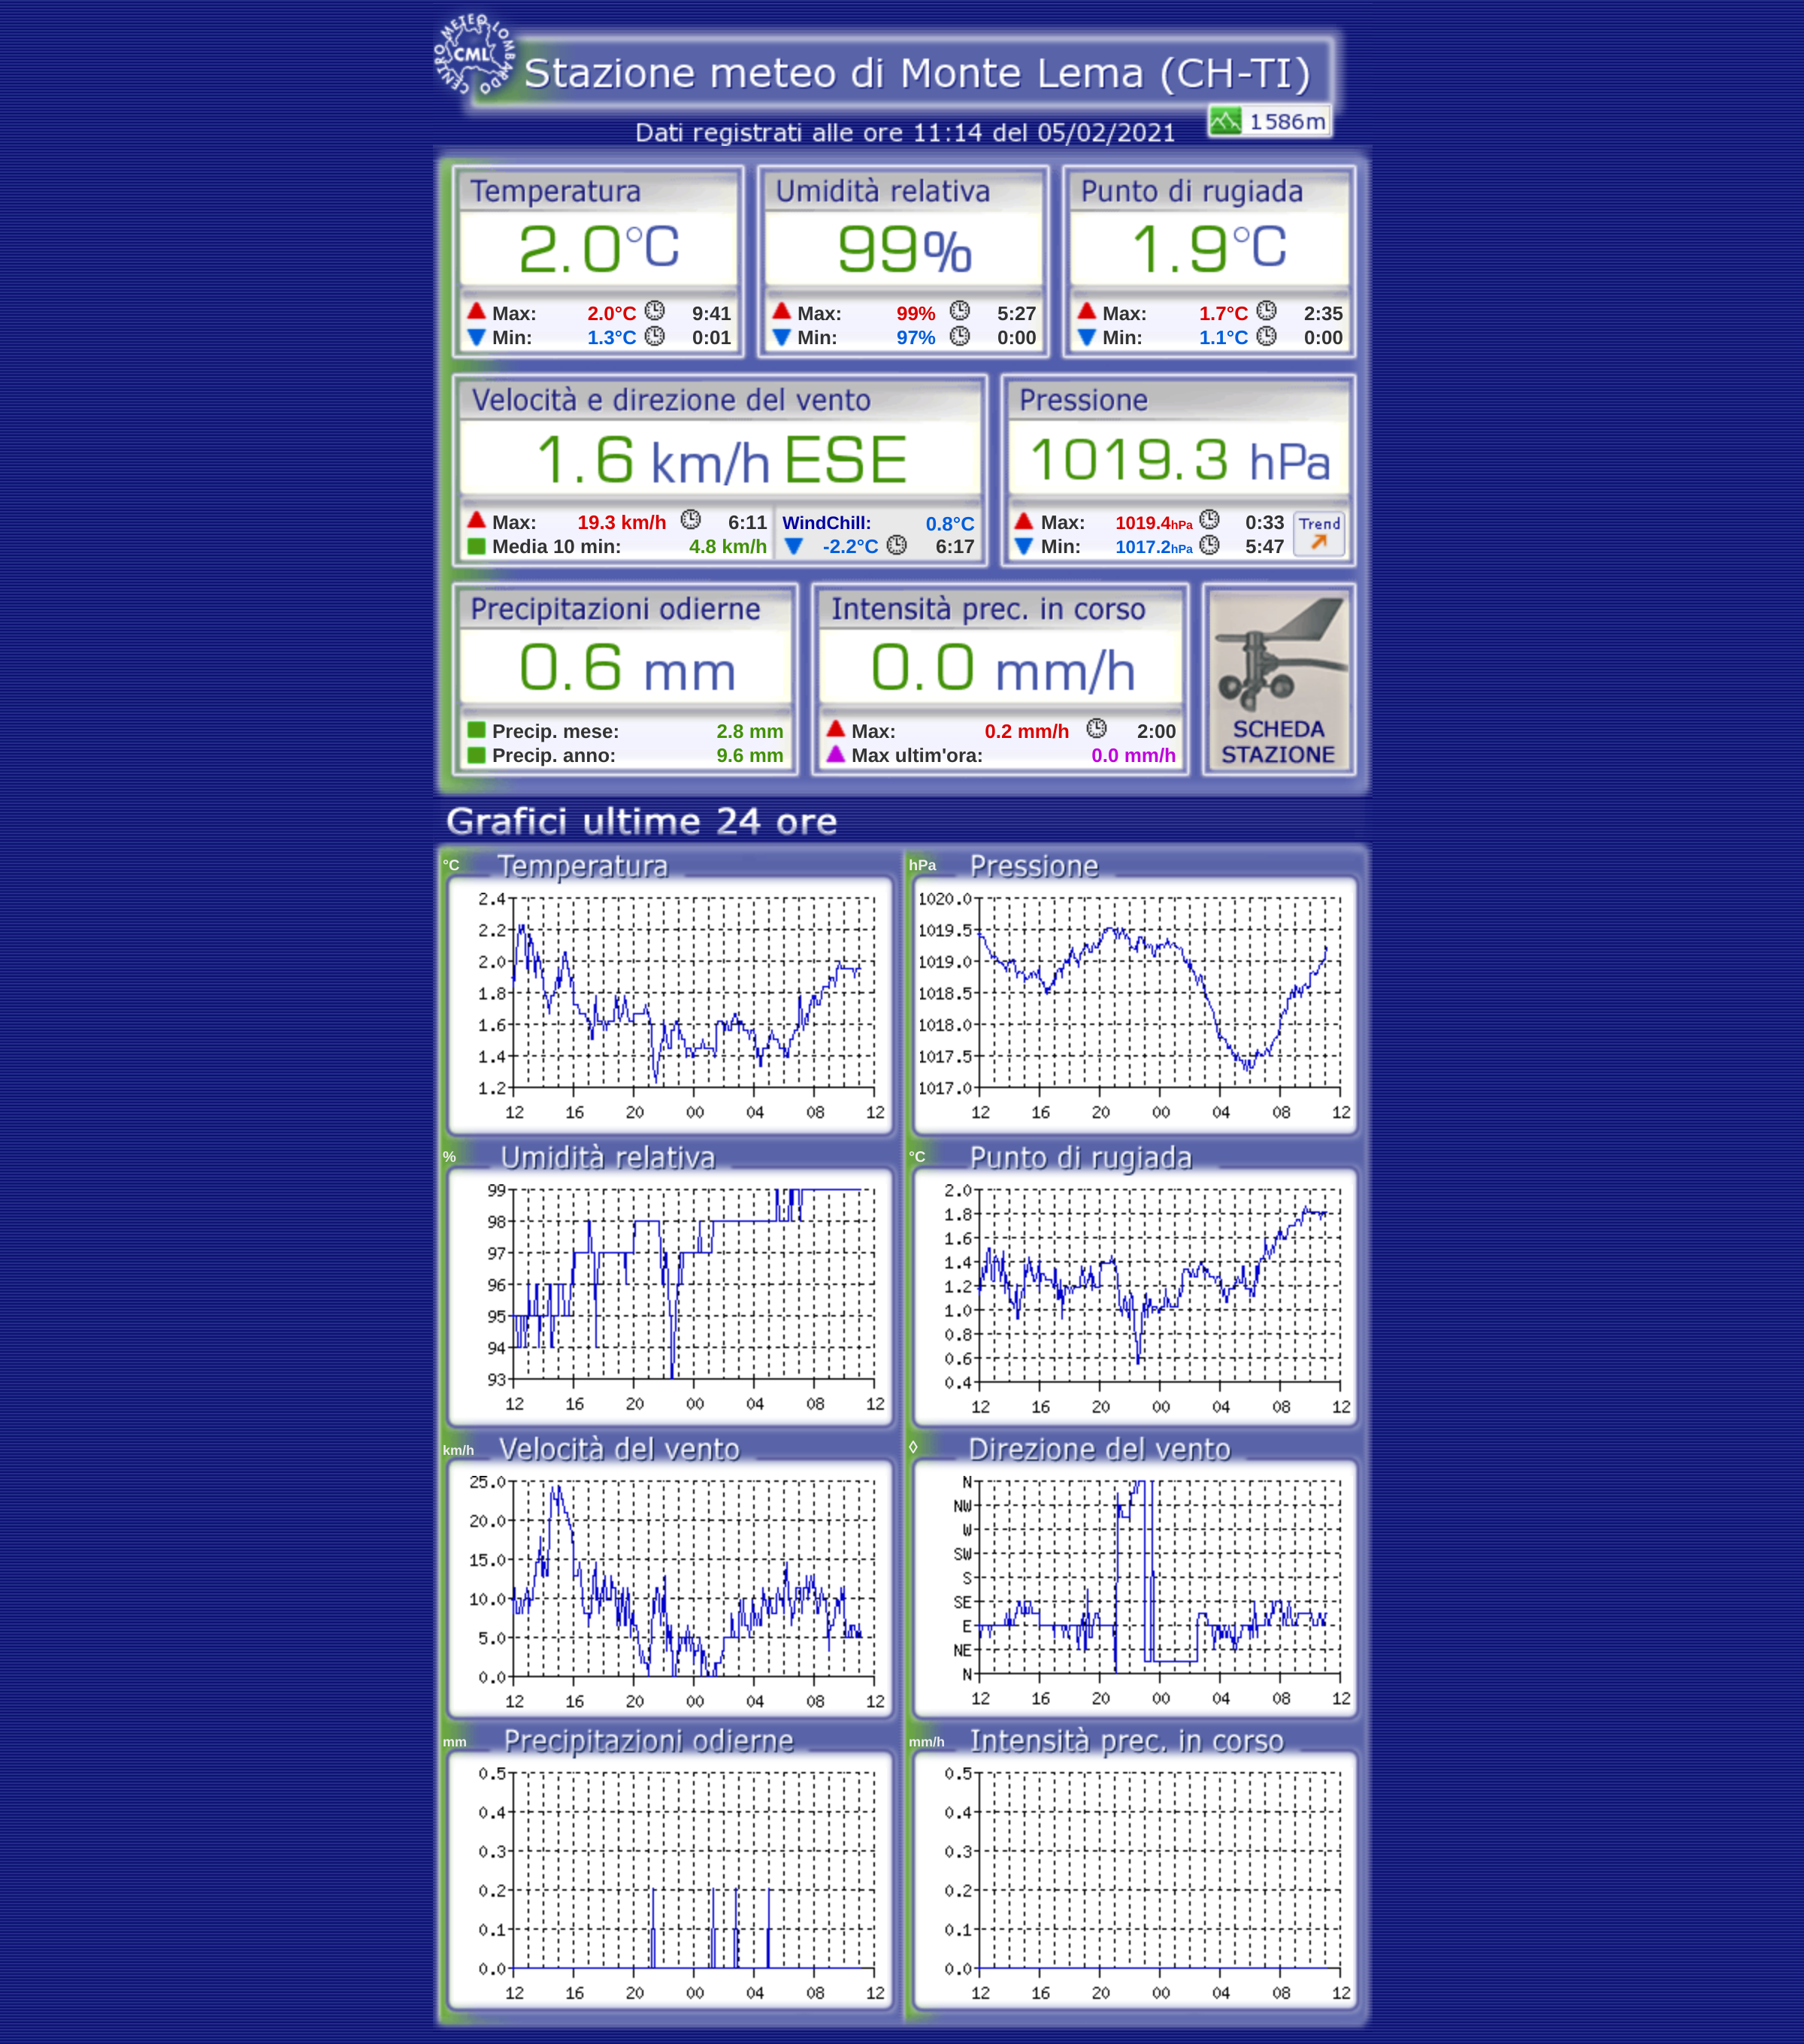 CENTRO METEO LOMBARDO
CML
Stazione meteo di Monte Lema (CH-TI)
1586m
Dati registrati alle ore 11:14 del 05/02/2021
Temperatura Umidità relativa Punto di rugiada
2.0°C 99% 1.9°C
Max: 2.0°C 9:41 Max: 99% 5:27 Max: 1.7°C 2:35
Min: 1.3°C 0:01 Min: 97% 0:00 Min: 1.1°C 0:00
Velocità e direzione del vento Pressione
1.6 km/h ESE 1019.3 hPa
Max: 19.3 km/h 6:11 WindChill: 0.8°C Max: 1019.4hPa 0:33 Trend
Media 10 min: 4.8 km/h -2.2°C 6:17 Min: 1017.2hPa 5:47
Precipitazioni odierne Intensità prec. in corso
0.6 mm 0.0 mm/h
Precip. mese: 2.8 mm Max: 0.2 mm/h 2:00 SCHEDA
Precip. anno: 9.6 mm Max ultim'ora: 0.0 mm/h STAZIONE
Grafici ultime 24 ore
°C Temperatura hPa Pressione
2.4 1020.0
2.2 1019.5
2.0 1019.0
1.8 1018.5
1.6 1018.0
1.4 1017.5
1.2 1017.0
12 16 20 00 04 08 12 12 16 20 00 04 08 12
% Umidità relativa °C Punto di rugiada
99 2.0
98 1.8
97 1.6
96 1.4
95 1.2
94 1.0
93 0.8
0.6
0.4
12 16 20 00 04 08 12 12 16 20 00 04 08 12
km/h Velocità del vento ◊ Direzione del vento
25.0 N
20.0 NW
15.0 W
10.0 SW
5.0 S
0.0 SE
E
NE
N
12 16 20 00 04 08 12 12 16 20 00 04 08 12
mm Precipitazioni odierne mm/h Intensità prec. in corso
0.5 0.5
0.4 0.4
0.3 0.3
0.2 0.2
0.1 0.1
0.0 0.0
12 16 20 00 04 08 12 12 16 20 00 04 08 12